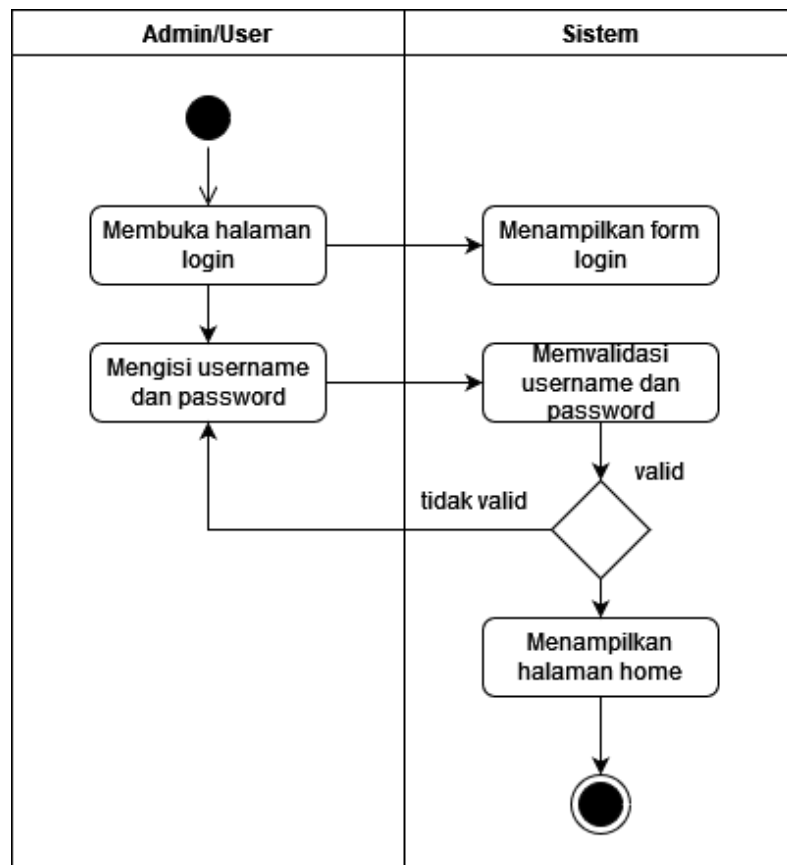 Admin/User
Sistem
Membuka halaman
login
Menampilkan form
login
Mengisi username
dan password
Memvalidasi
username dan
password
valid
tidak valid
Menampilkan
halaman home